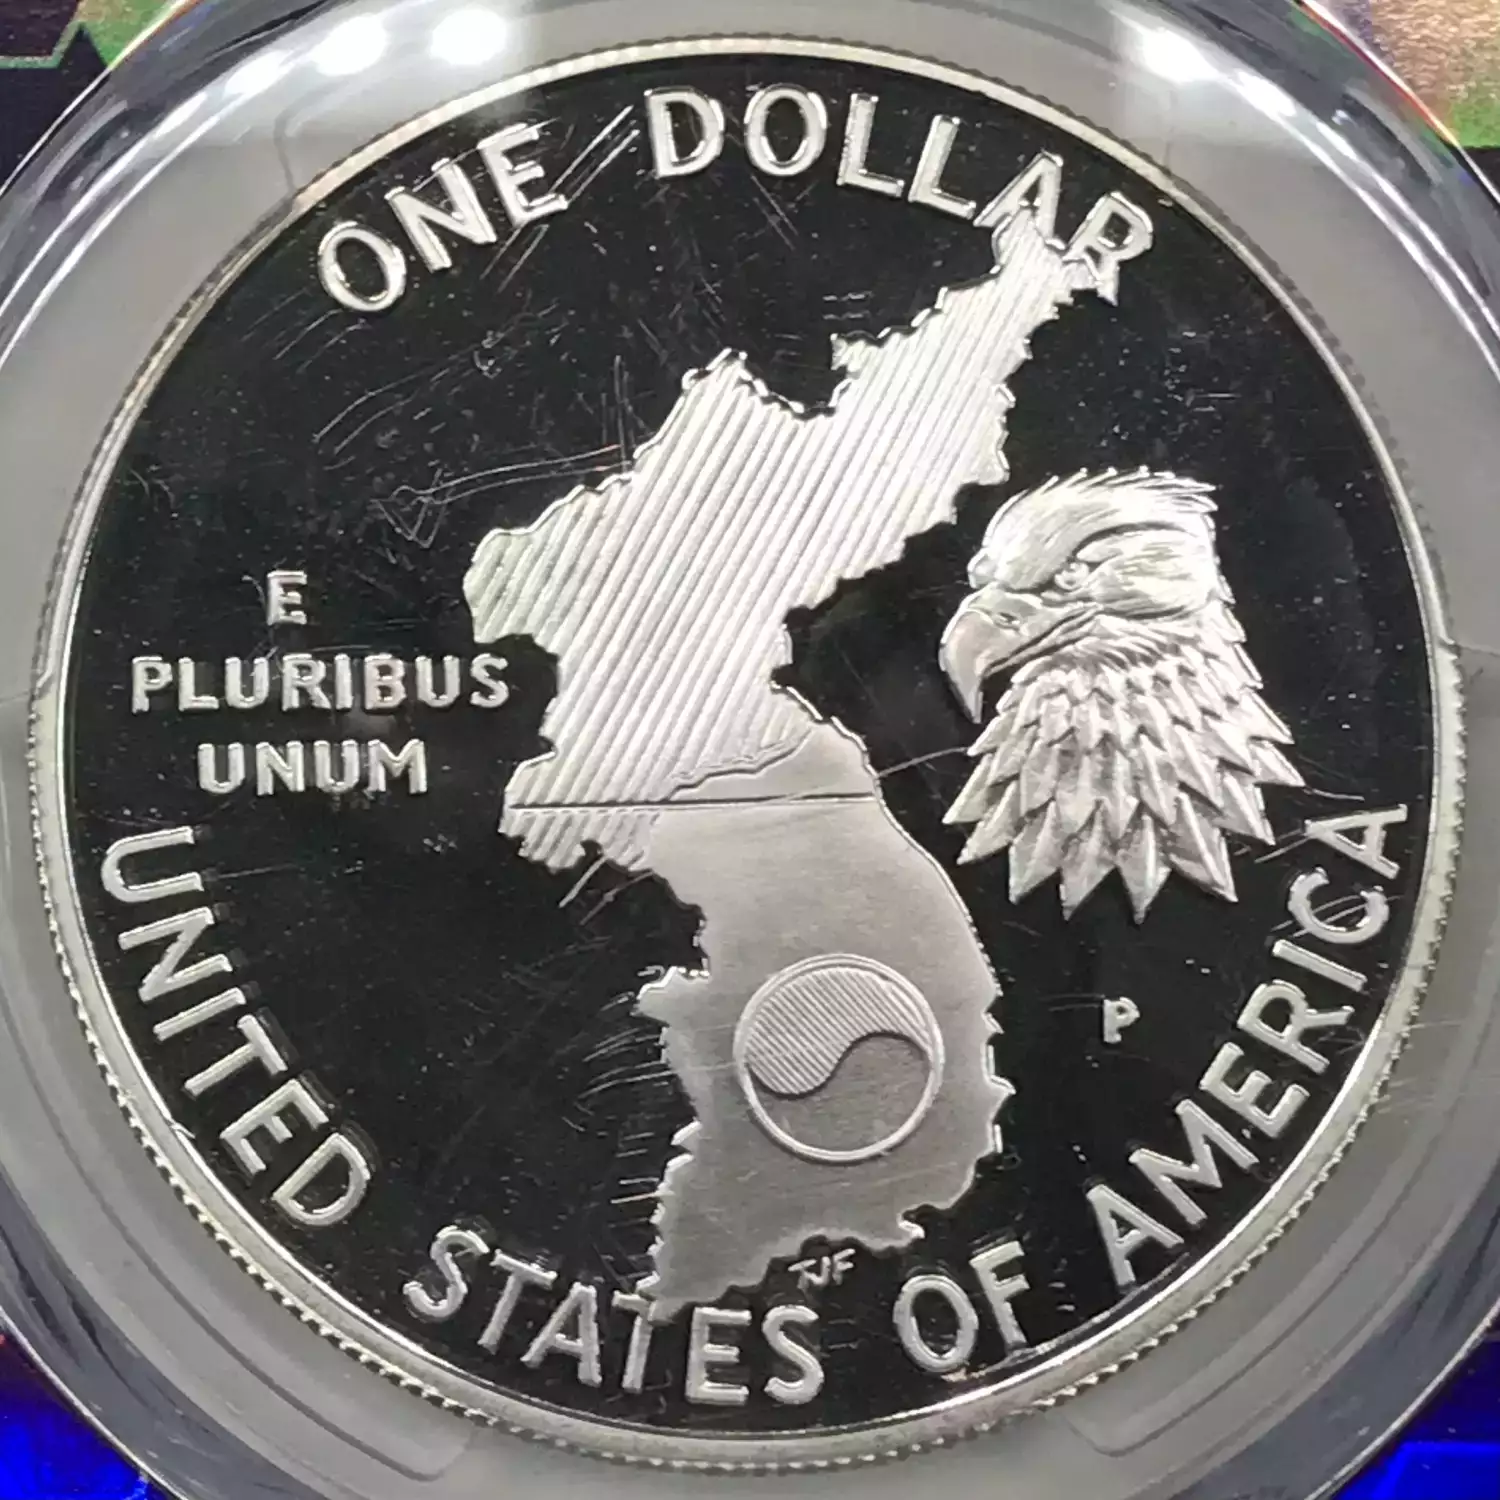 ONE DOLLAR
E
PLURIBUS
UNUM
P
TJF
UNITED STATES OF AMERICA